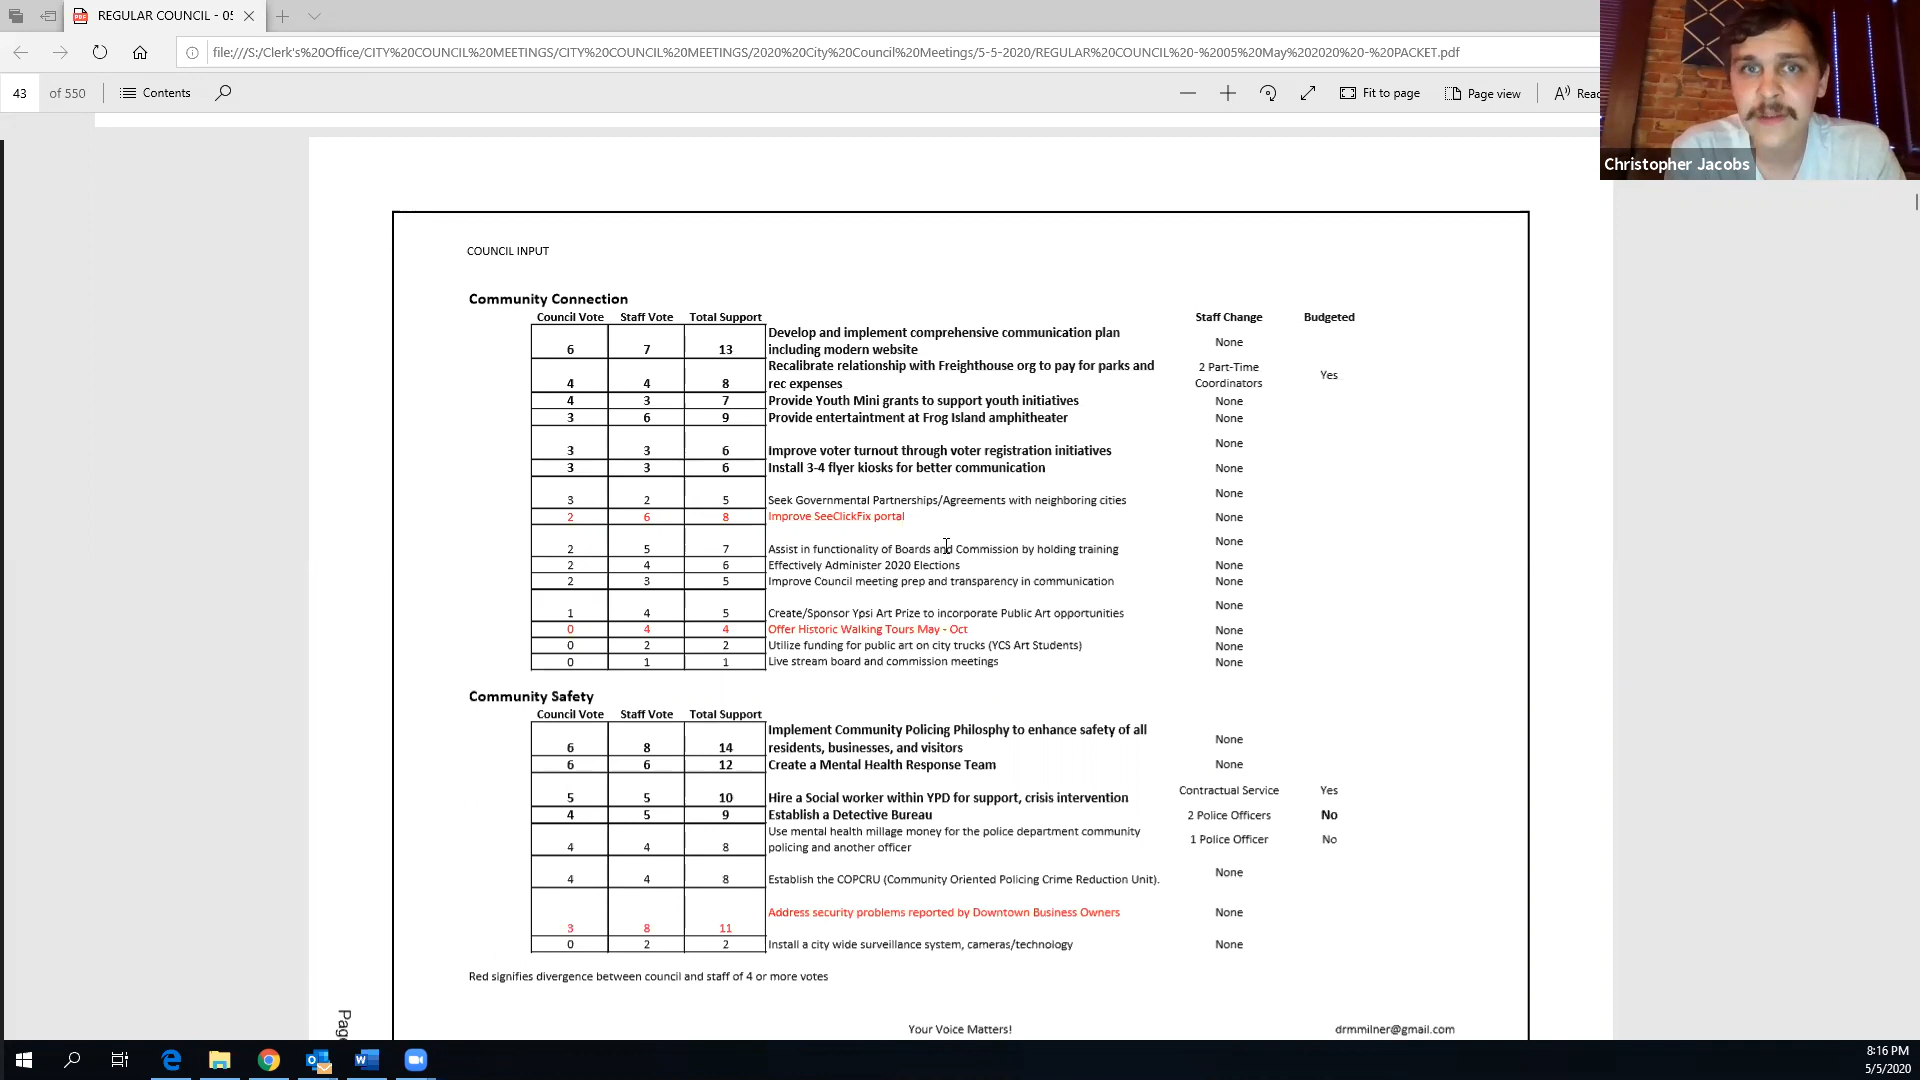 REGULAR COUNCIL - 05
file:///S:/Clerk's%20Office/CITY%20COUNCIL%20MEETINGS/CITY%20COUNCIL%20MEETINGS/2020%20City%20Council%20Meetings/5-5-2020/REGULAR%20COUNCIL%20-%2005%20May%202020%20-%20PACKET.pdf
43 of 550 Contents Fit to page Page view Read
Christopher Jacobs
COUNCIL INPUT
Community Connection
Council Vote Staff Vote Total Support Staff Change Budgeted
Develop and implement comprehensive communication plan
6 7 13 including modern website None
Recalibrate relationship with Freighthouse org to pay for parks and 2 Part-Time
4 4 8 rec expenses Coordinators Yes
4 3 7 Provide Youth Mini grants to support youth initiatives None
3 6 9 Provide entertaintment at Frog Island amphitheater None
3 3 6 Improve voter turnout through voter registration initiatives None
3 3 6 Install 3-4 flyer kiosks for better communication None
3 2 5 Seek Governmental Partnerships/Agreements with neighboring cities None
2 6 8 Improve SeeClickFix portal None
2 5 7 Assist in functionality of Boards and Commission by holding training None
2 4 6 Effectively Administer 2020 Elections None
2 3 5 Improve Council meeting prep and transparency in communication None
1 4 5 Create/Sponsor Ypsi Art Prize to incorporate Public Art opportunities None
0 4 4 Offer Historic Walking Tours May - Oct None
0 2 2 Utilize funding for public art on city trucks (YCS Art Students) None
0 1 1 Live stream board and commission meetings None
Community Safety
Council Vote Staff Vote Total Support
Implement Community Policing Philosphy to enhance safety of all
6 8 14 residents, businesses, and visitors None
6 6 12 Create a Mental Health Response Team None
5 5 10 Hire a Social worker within YPD for support, crisis intervention Contractual Service Yes
4 5 9 Establish a Detective Bureau 2 Police Officers No
Use mental health millage money for the police department community
4 4 8 policing and another officer 1 Police Officer No
4 4 8 Establish the COPCRU (Community Oriented Policing Crime Reduction Unit). None
3 8 11 Address security problems reported by Downtown Business Owners None
0 2 2 Install a city wide surveillance system, cameras/technology None
Red signifies divergence between council and staff of 4 or more votes
Page
Your Voice Matters! drmmilner@gmail.com
8:16 PM
5/5/2020